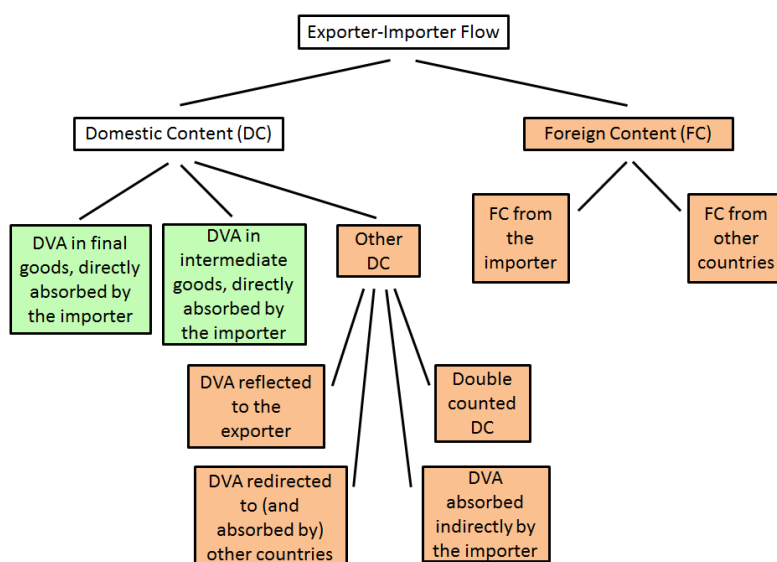 Exporter-Importer Flow
Domestic Content (DC)
Foreign Content (FC)
DVA in final
goods, directly
absorbed by
the importer
DVA in
intermediate
goods, directly
absorbed by
the importer
Other
DC
FC from
the
importer
FC from
other
countries
DVA reflected
to the
exporter
Double
counted
DC
DVA redirected
to (and
absorbed by)
other countries
DVA
absorbed
indirectly by
the importer